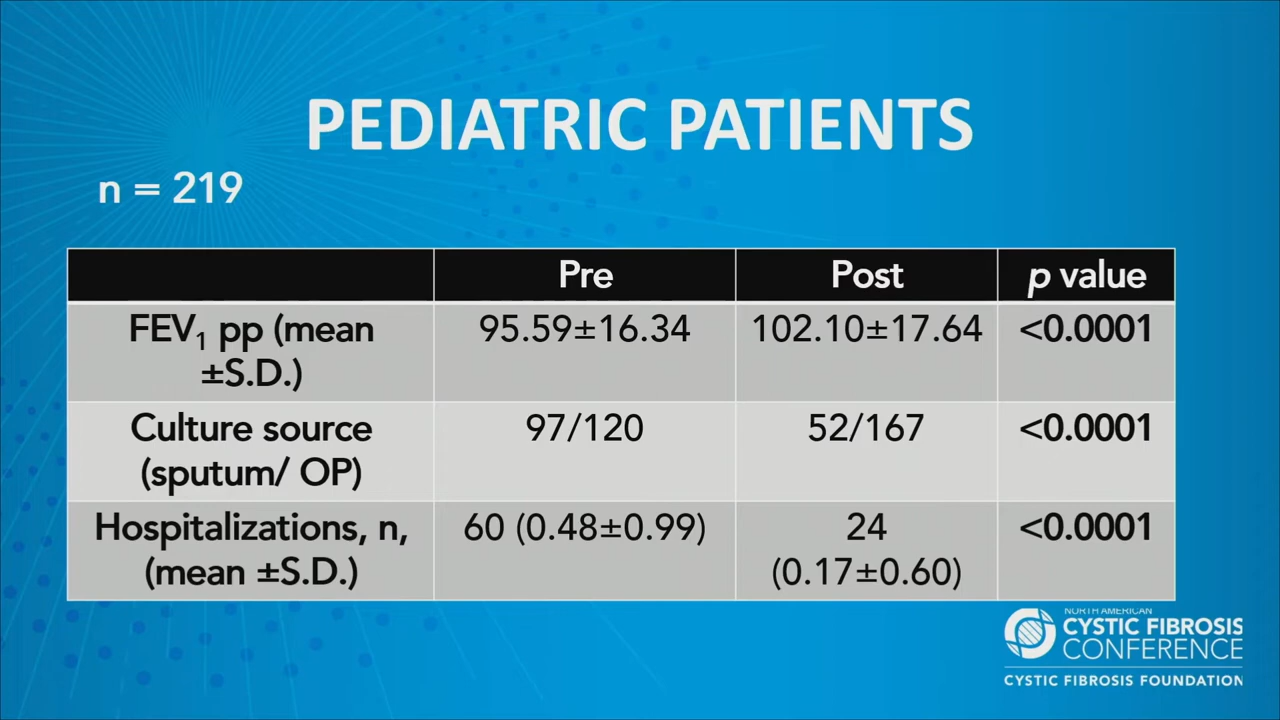 PEDIATRIC PATIENTS
n = 219
Pre Post p value
FEV₁ pp (mean ±S.D.) 95.59±16.34 102.10±17.64 <0.0001
Culture source (sputum/ OP) 97/120 52/167 <0.0001
Hospitalizations, n, (mean ±S.D.) 60 (0.48±0.99) 24 (0.17±0.60) <0.0001
NORTH AMERICAN
CYSTIC FIBROSIS
CONFERENCE
CYSTIC FIBROSIS FOUNDATION